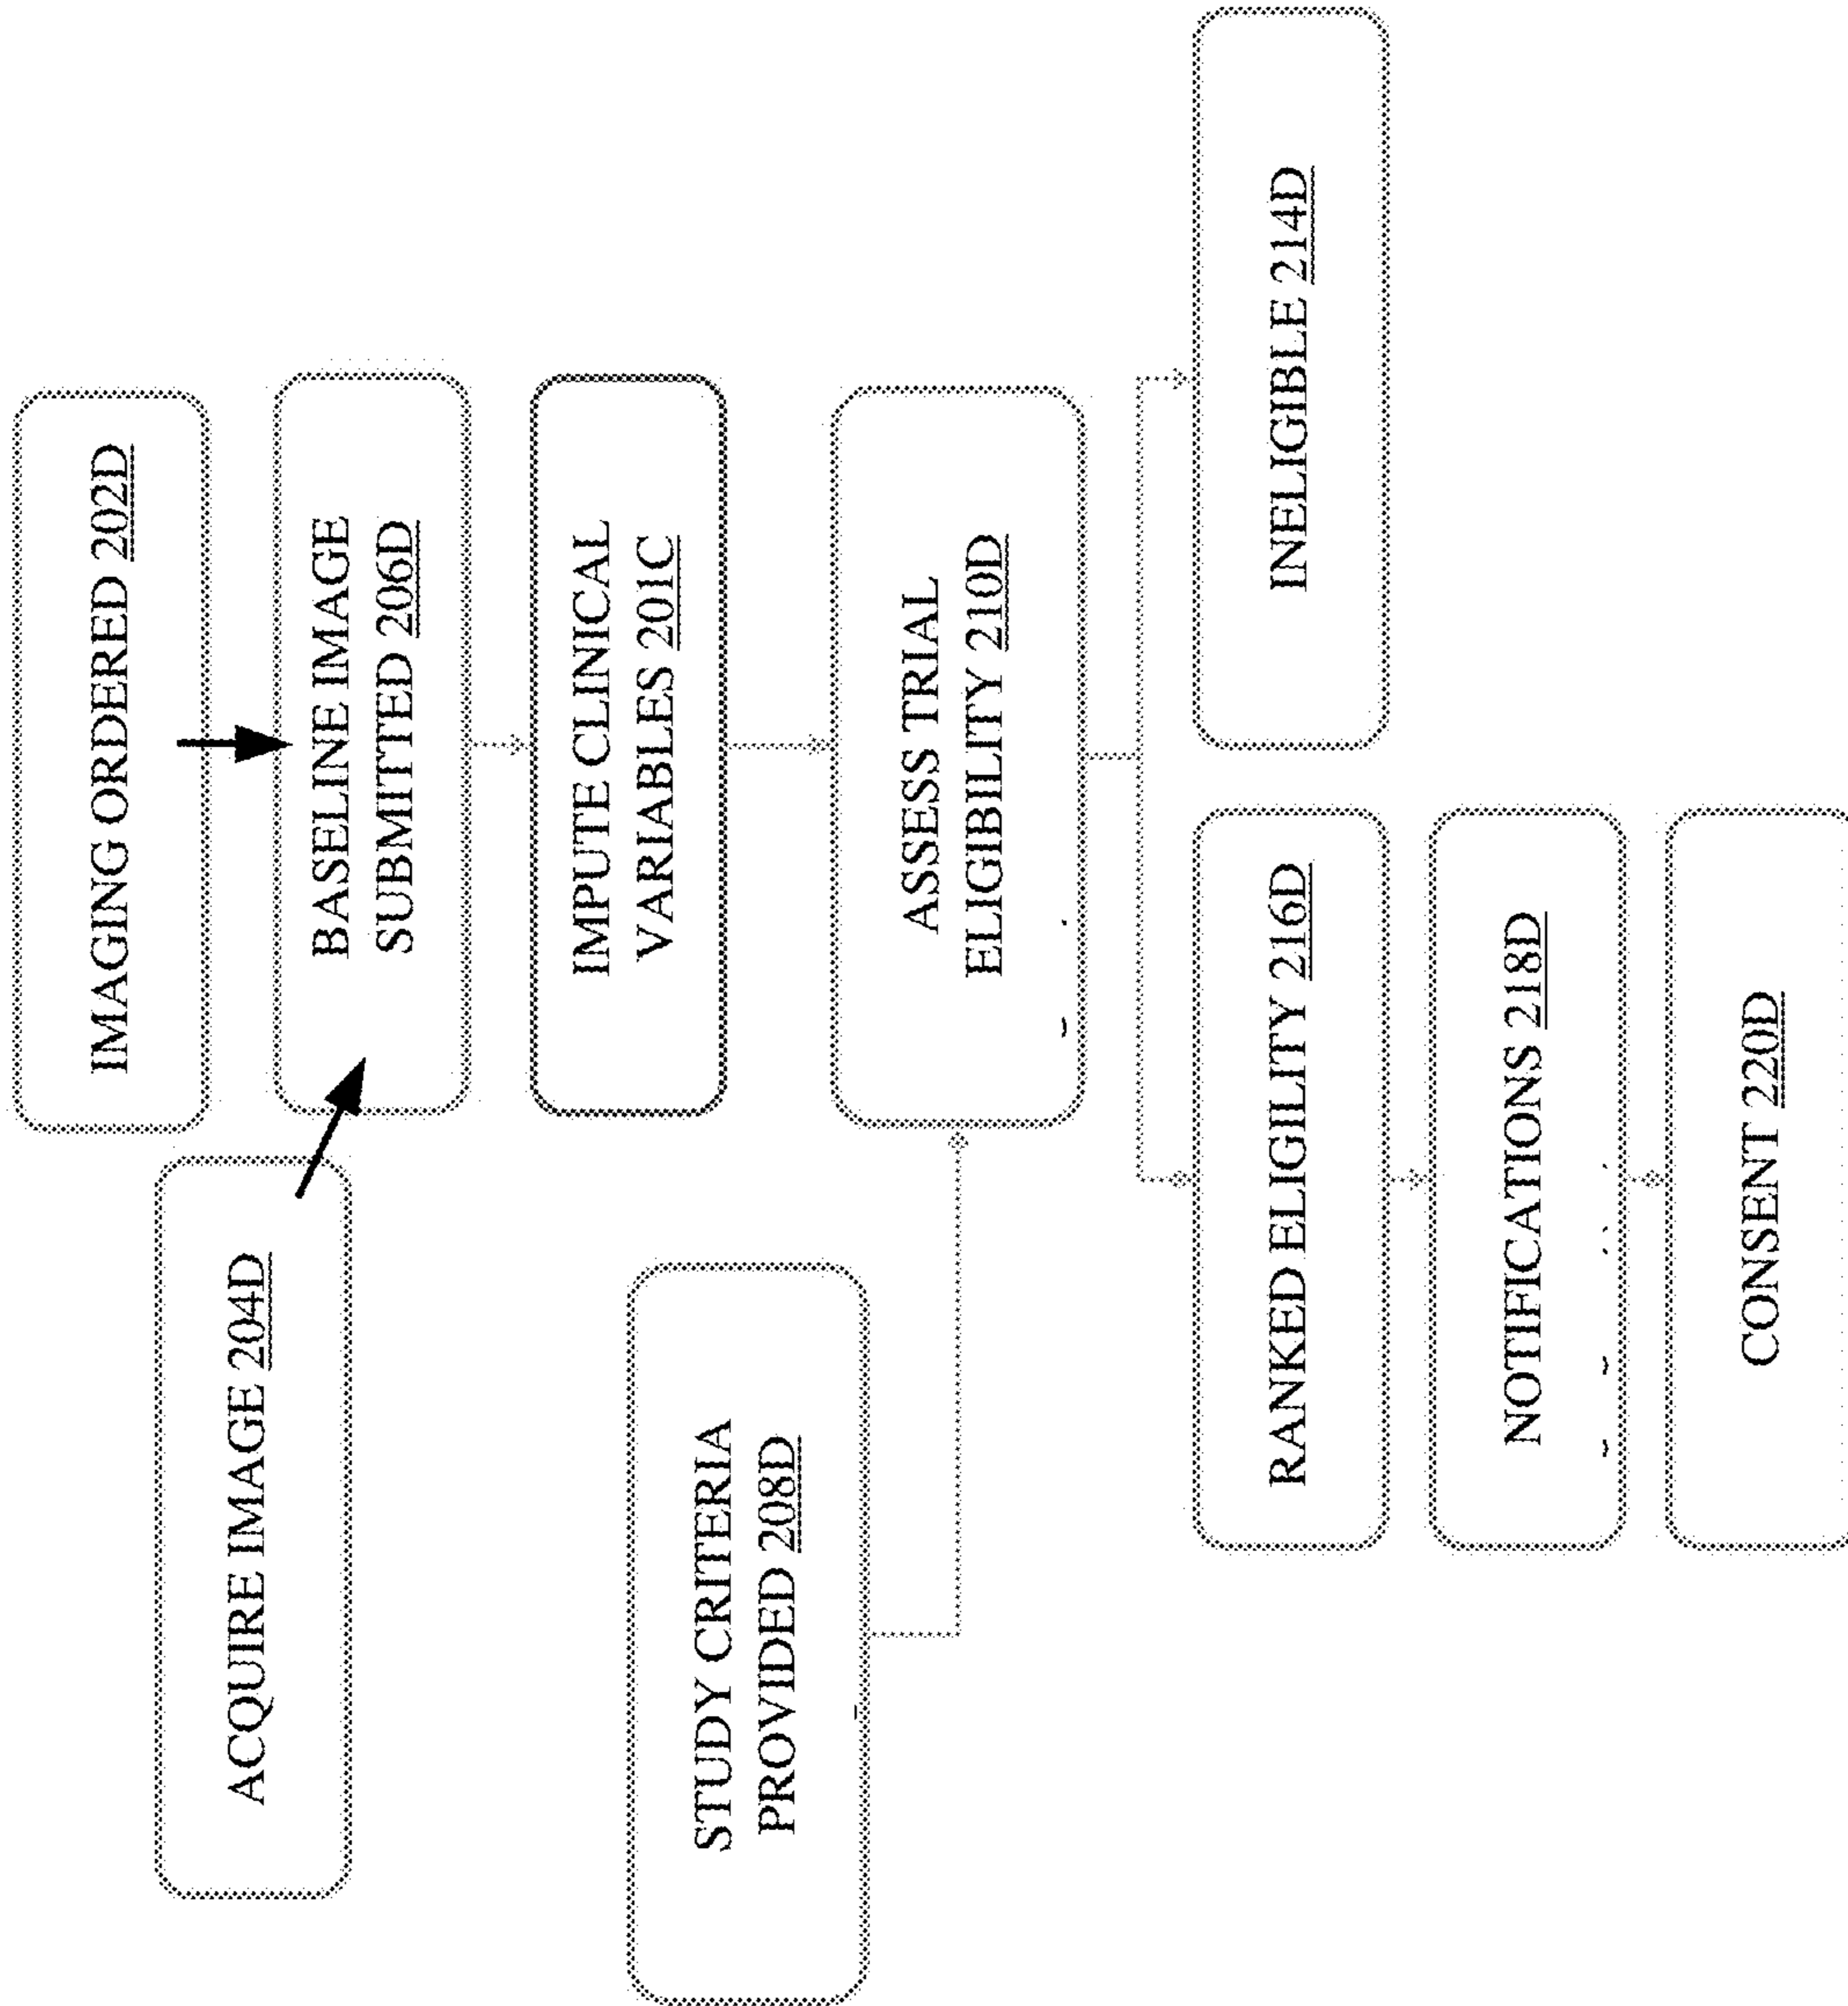 IMAGING ORDERED 202D
ACQUIRE IMAGE 204D
BASELINE IMAGE
SUBMITTED 206D
IMPUTE CLINICAL
VARIABLES 201C
STUDY CRITERIA
PROVIDED 208D
ASSESS TRIAL
ELIGIBILITY 210D
RANKED ELIGIBILITY 216D
INELIGIBLE 214D
NOTIFICATIONS 218D
CONSENT 220D